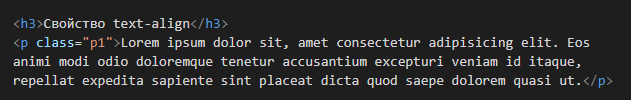 <h3>Свойство text-align</h3>
<p class="p1">Lorem ipsum dolor sit, amet consectetur adipisicing elit. Eos
animi modi odio doloremque tenetur accusantium excepturi veniam id itaque,
repellat expedita sapiente sint placeat dicta quod saepe dolorem quasi ut.</p>